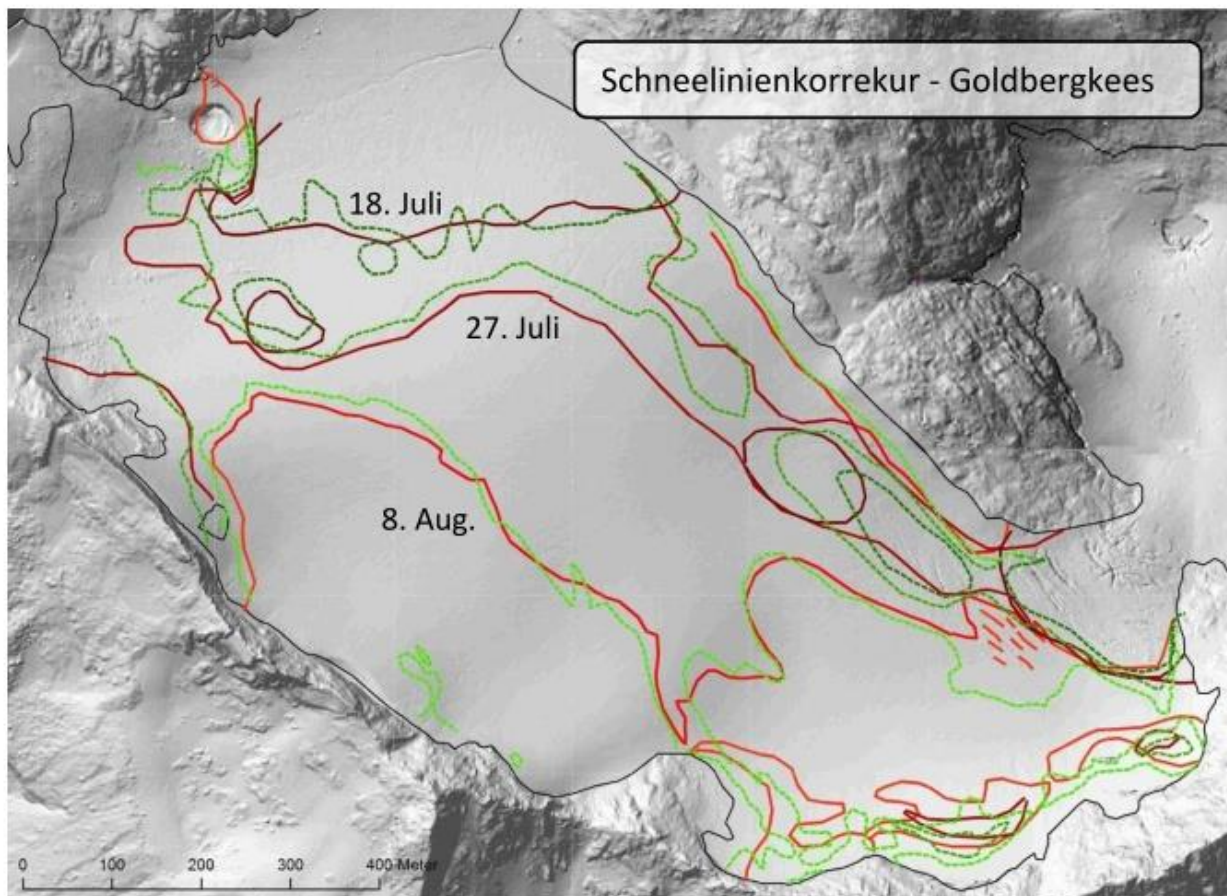 Schneelinienkorrekur - Goldbergkees
18. Juli
27. Juli
8. Aug.
0 100 200 300 400 Meter